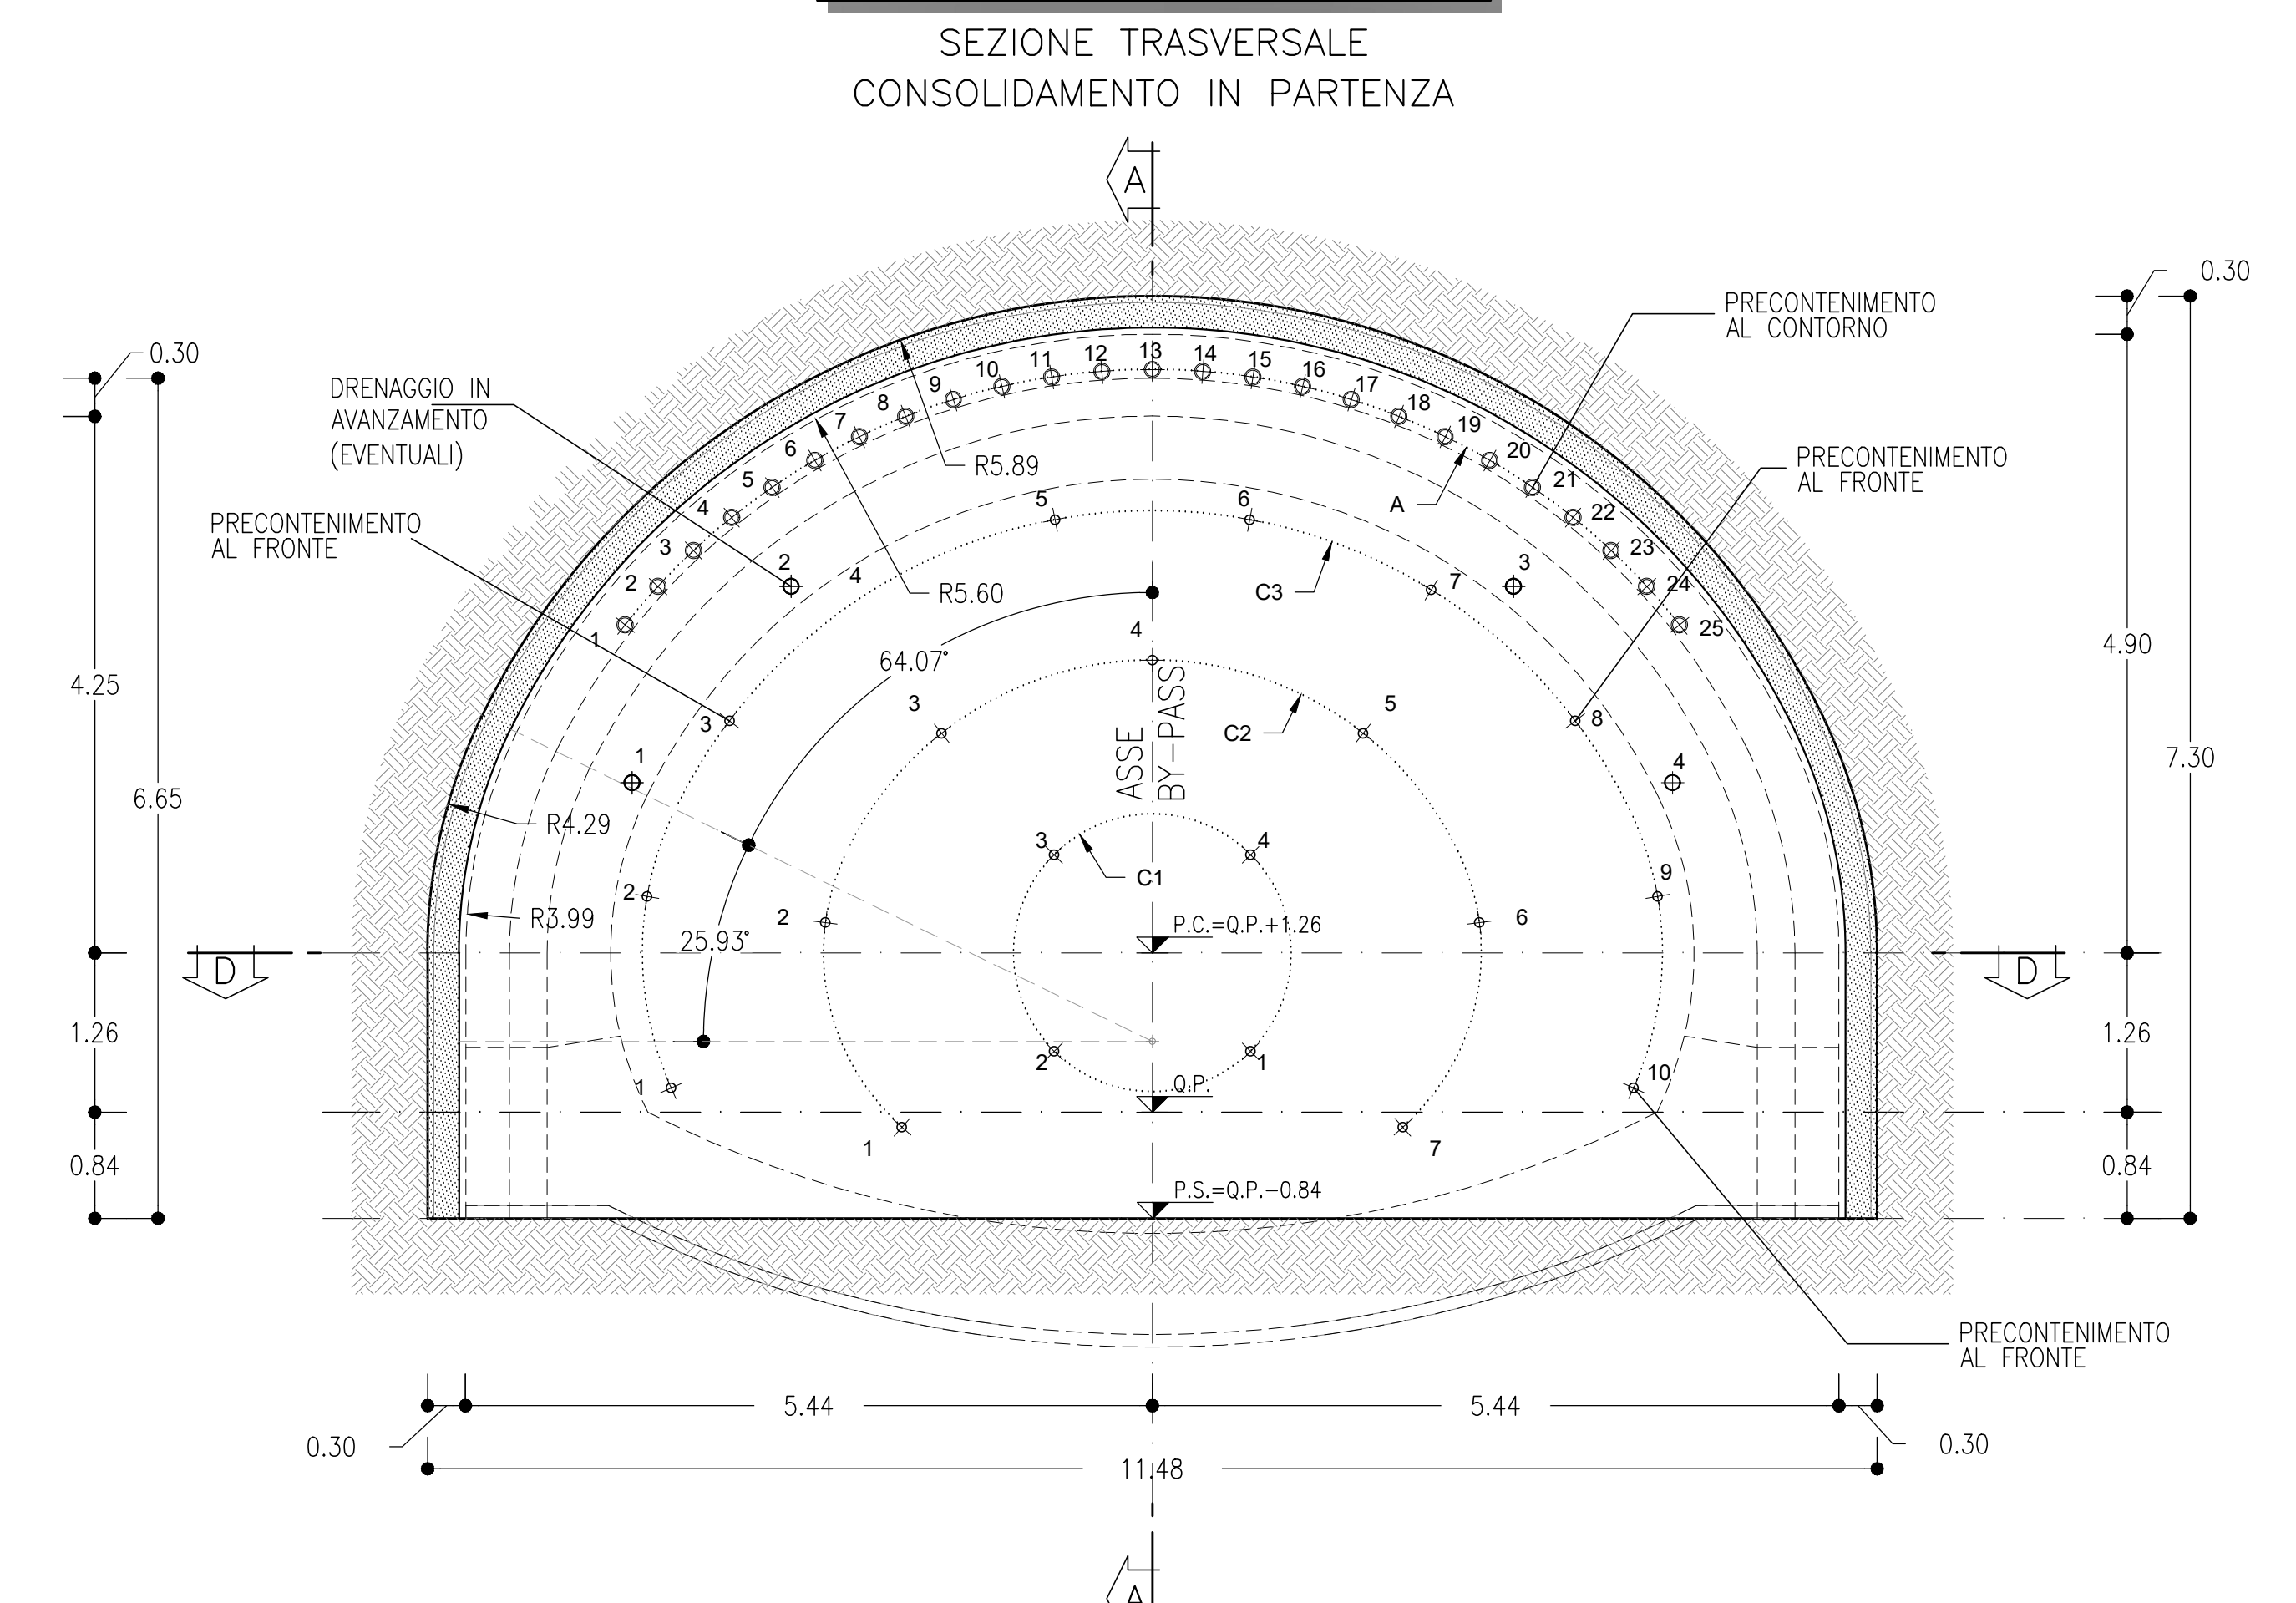 SEZIONE TRASVERSALE
CONSOLIDAMENTO IN PARTENZA
A
0.30
PRECONTENIMENTO
AL CONTORNO
0.30
DRENAGGIO IN
AVANZAMENTO
(EVENTUALI)
1 2 3 4 5 6 7 8 9 10 11 12 13 14 15 16 17 18 19 20 21 22 23 24 25
R5.89
A
PRECONTENIMENTO
AL FRONTE
PRECONTENIMENTO
AL FRONTE
1 2 3 4
R5.60
C3
1 2 3 4 5 6 7 8 9 10
64.07°
4.25
6.65
4.90
7.30
ASSE
BY-PASS
C2
1 2 3 4 5 6 7
R4.29
C1
1 2 3 4
R3.99
25.93°
P.C.=Q.P.+1.26
D
D
1.26
1.26
Q.P.
0.84
0.84
P.S.=Q.P.-0.84
PRECONTENIMENTO
AL FRONTE
5.44
5.44
0.30
0.30
11.48
A